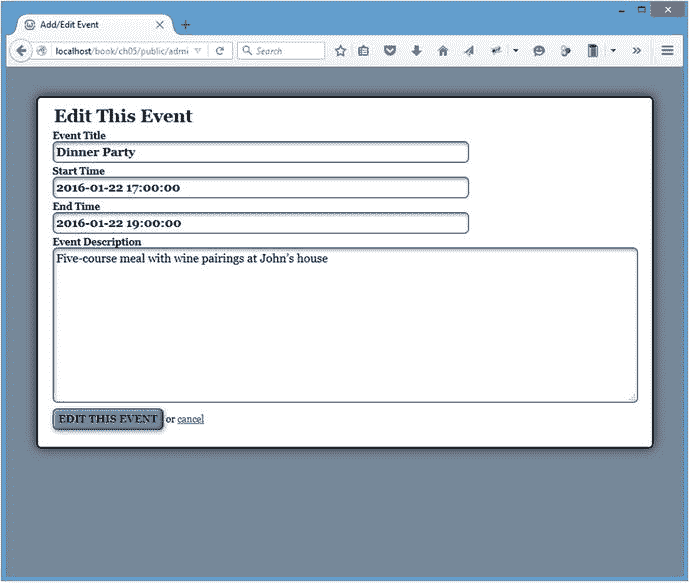 Add/Edit Event
localhost/book/ch05/public/admi
Search
Edit This Event
Event Title
Dinner Party
Start Time
2016-01-22 17:00:00
End Time
2016-01-22 19:00:00
Event Description
Five-course meal with wine pairings at John's house
EDIT THIS EVENT or cancel